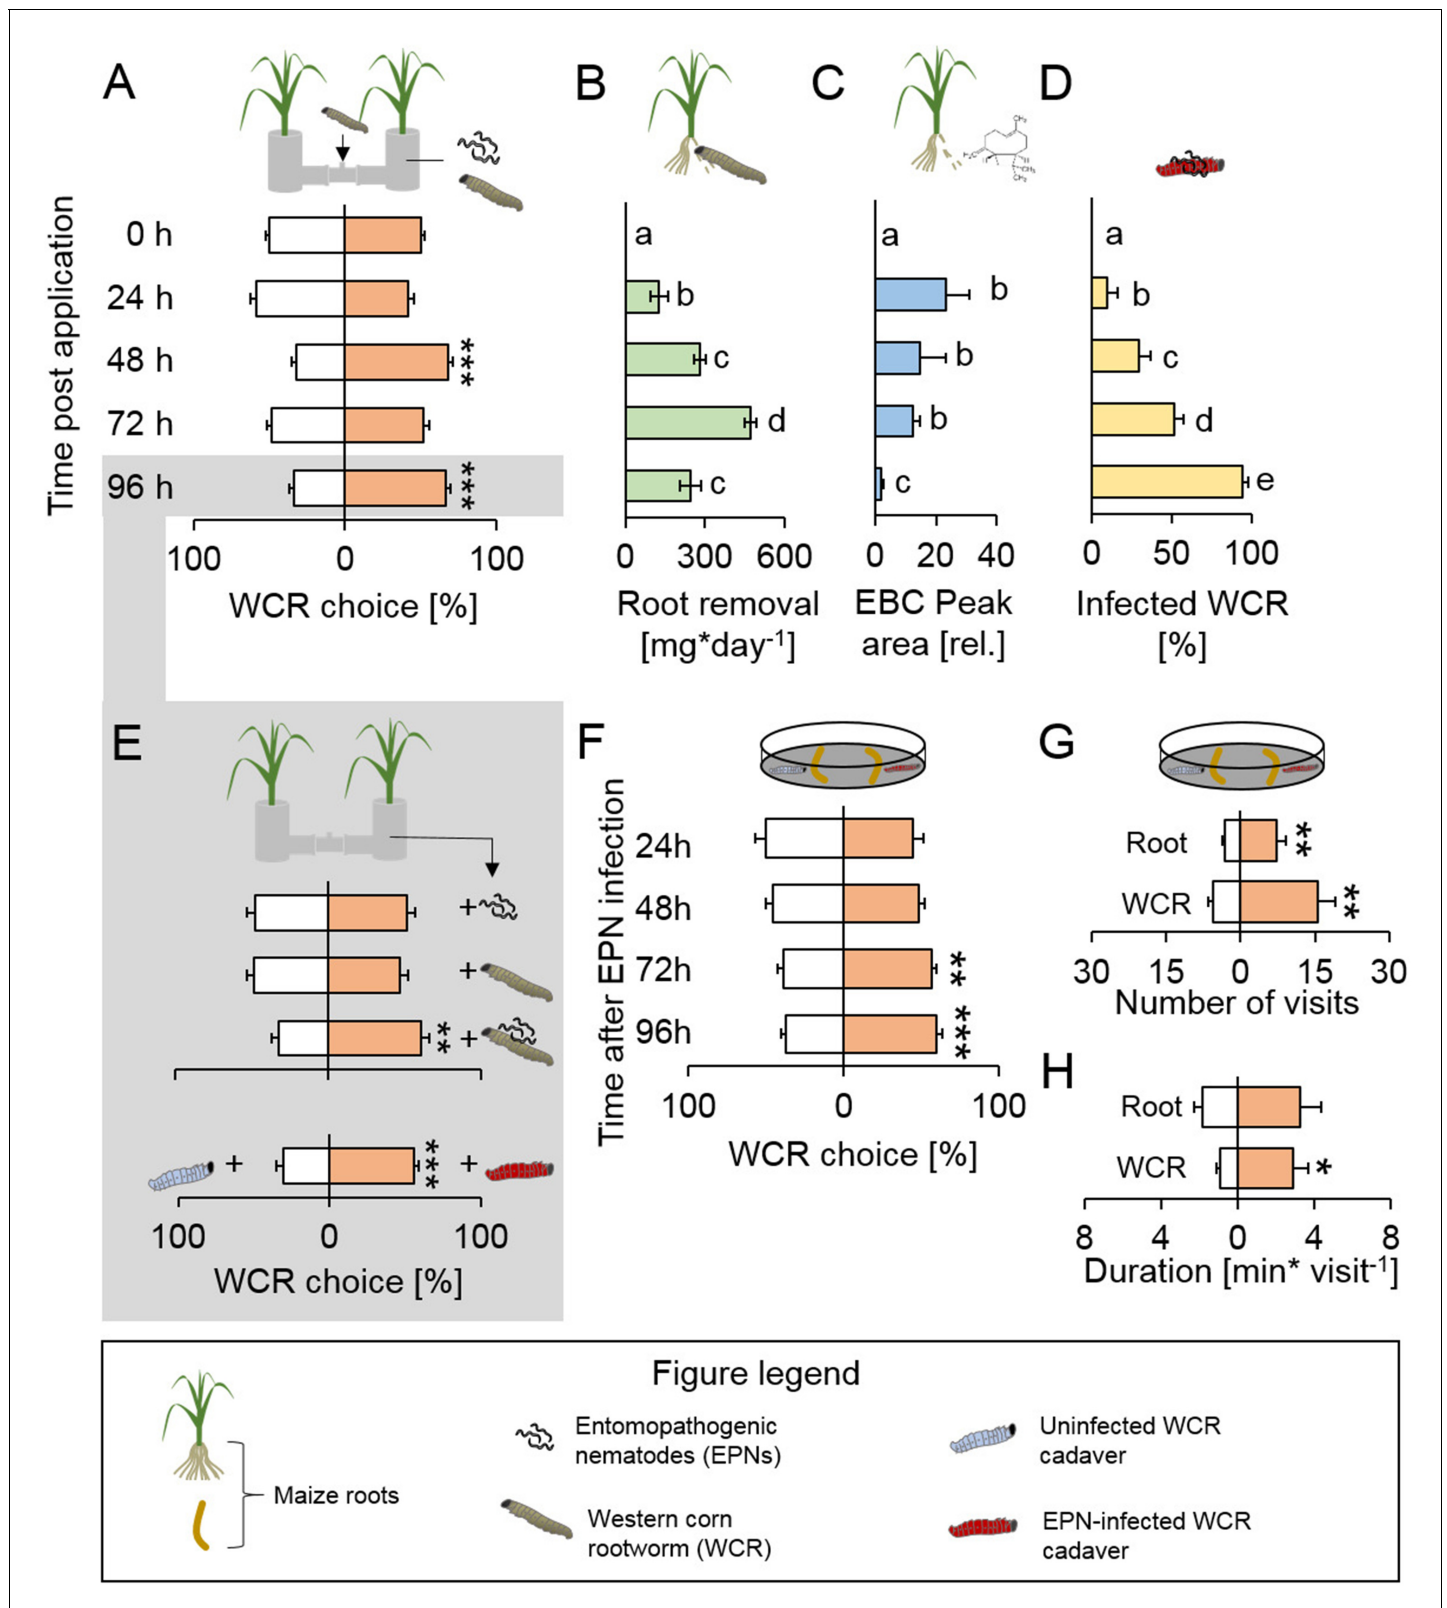 A
B
C
D
CH₃
CH₃
CH₃
H
H
Time post application
0 h
24 h
48 h
72 h
96 h
***
***
100 0 100
WCR choice [%]
a
b
c
d
c
0 300 600
Root removal
[mg*day⁻¹]
a
b
b
b
c
0 20 40
EBC Peak
area [rel.]
a
b
c
d
e
0 50 100
Infected WCR
[%]
E
+
+
** +
+ *** +
100 0 100
WCR choice [%]
F
Time after EPN infection
24h
48h
72h
96h
**
***
100 0 100
WCR choice [%]
G
Root **
WCR **
30 15 0 15 30
Number of visits
H
Root
WCR *
8 4 0 4 8
Duration [min* visit⁻¹]
Figure legend
Maize roots
Entomopathogenic
nematodes (EPNs)
Western corn
rootworm (WCR)
Uninfected WCR
cadaver
EPN-infected WCR
cadaver